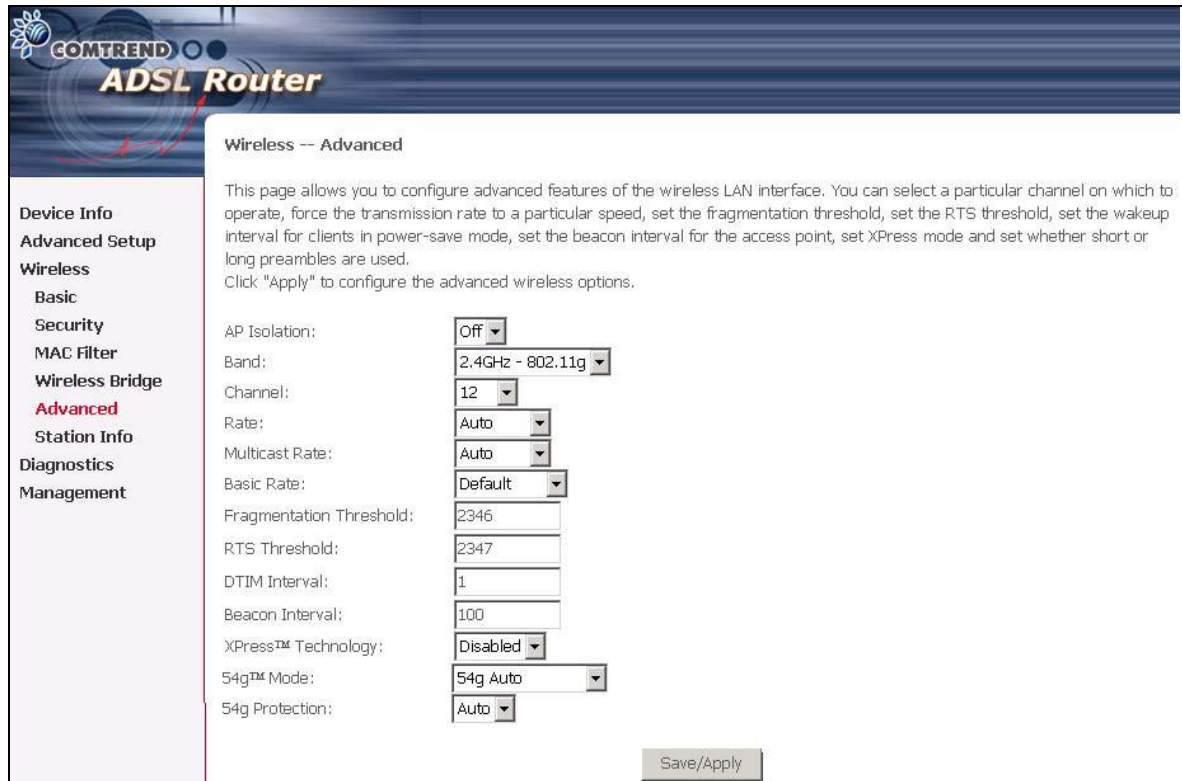 COMTREND
ADSL Router
Device Info
Advanced Setup
Wireless
Basic
Security
MAC Filter
Wireless Bridge
Advanced
Station Info
Diagnostics
Management
Wireless -- Advanced
This page allows you to configure advanced features of the wireless LAN interface. You can select a particular channel on which to
operate, force the transmission rate to a particular speed, set the fragmentation threshold, set the RTS threshold, set the wakeup
interval for clients in power-save mode, set the beacon interval for the access point, set XPress mode and set whether short or
long preambles are used.
Click "Apply" to configure the advanced wireless options.
AP Isolation: Off
Band: 2.4GHz - 802.11g
Channel: 12
Rate: Auto
Multicast Rate: Auto
Basic Rate: Default
Fragmentation Threshold: 2346
RTS Threshold: 2347
DTIM Interval: 1
Beacon Interval: 100
XPress™ Technology: Disabled
54g™ Mode: 54g Auto
54g Protection: Auto
Save/Apply